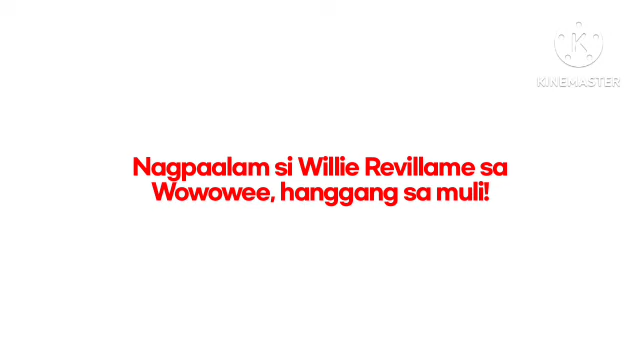 KINEMASTER
Nagpaalam si Willie Revillame sa
Wowowee, hanggang sa muli!